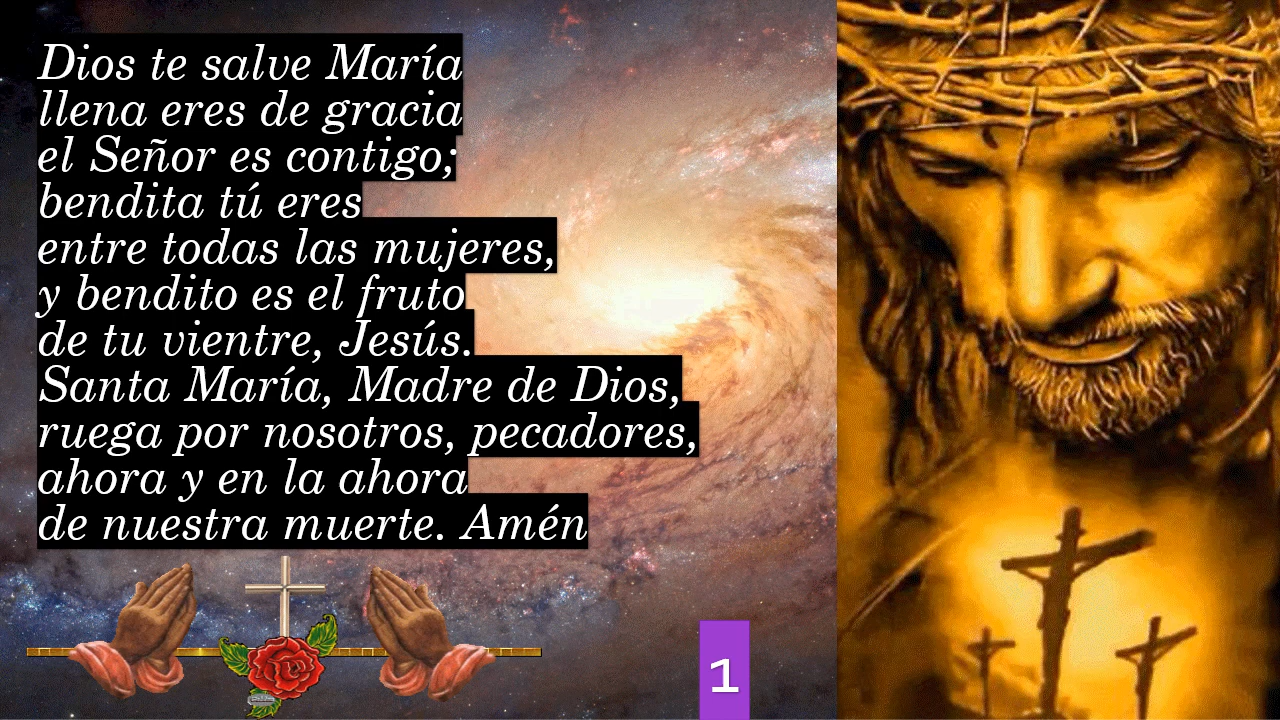 Dios te salve María
llena eres de gracia
el Señor es contigo;
bendita tú eres
entre todas las mujeres,
y bendito es el fruto
de tu vientre, Jesús.
Santa María, Madre de Dios,
ruega por nosotros, pecadores,
ahora y en la ahora
de nuestra muerte. Amén
1